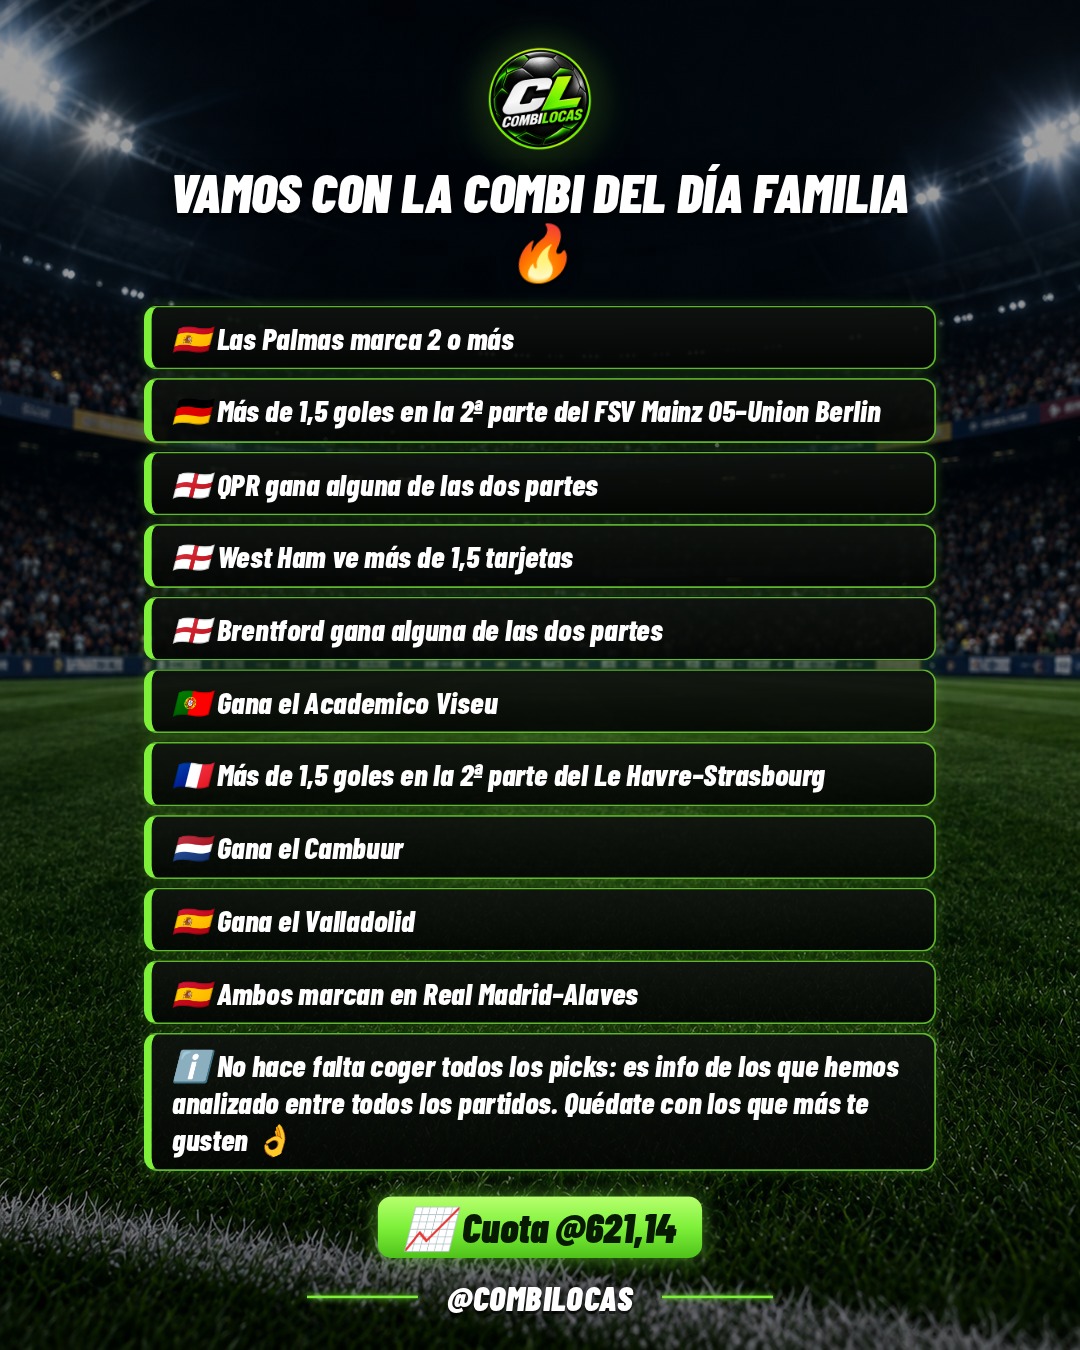 CL
COMBILOCAS
VAMOS CON LA COMBI DEL DÍA FAMILIA
🔥
🇪🇸 Las Palmas marca 2 o más
🇩🇪 Más de 1,5 goles en la 2ª parte del FSV Mainz 05-Union Berlin
🏴󠁧󠁢󠁥󠁮󠁧󠁿 QPR gana alguna de las dos partes
🏴󠁧󠁢󠁥󠁮󠁧󠁿 West Ham ve más de 1,5 tarjetas
🏴󠁧󠁢󠁥󠁮󠁧󠁿 Brentford gana alguna de las dos partes
🇵🇹 Gana el Academico Viseu
🇫🇷 Más de 1,5 goles en la 2ª parte del Le Havre-Strasbourg
🇳🇱 Gana el Cambuur
🇪🇸 Gana el Valladolid
🇪🇸 Ambos marcan en Real Madrid-Alaves
ℹ️ No hace falta coger todos los picks: es info de los que hemos
analizado entre todos los partidos. Quédate con los que más te
gusten 👌
📈 Cuota @621,14
@COMBILOCAS